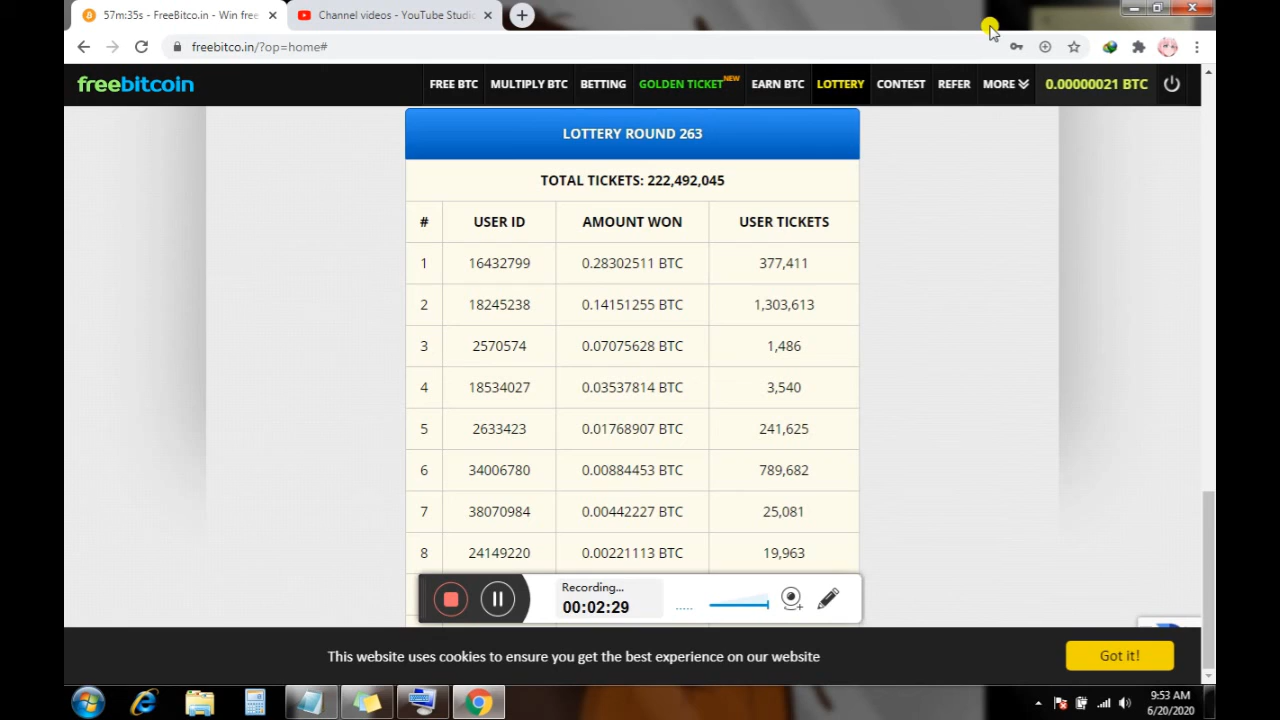 57m:35s - FreeBitco.in - Win free
Channel videos - YouTube Studio
freebitco.in/?op=home#
freebitcoin
FREE BTC
MULTIPLY BTC
BETTING
GOLDEN TICKET NEW
EARN BTC
LOTTERY
CONTEST
REFER
MORE
0.00000021 BTC
LOTTERY ROUND 263
TOTAL TICKETS: 222,492,045
# USER ID AMOUNT WON USER TICKETS
1 16432799 0.28302511 BTC 377,411
2 18245238 0.14151255 BTC 1,303,613
3 2570574 0.07075628 BTC 1,486
4 18534027 0.03537814 BTC 3,540
5 2633423 0.01768907 BTC 241,625
6 34006780 0.00884453 BTC 789,682
7 38070984 0.00442227 BTC 25,081
8 24149220 0.00221113 BTC 19,963
Recording...
00:02:29
This website uses cookies to ensure you get the best experience on our website
Got it!
9:53 AM
6/20/2020